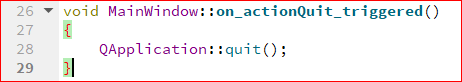 26 void MainWindow::on_actionQuit_triggered()
27 {
28     QApplication::quit();
29 }